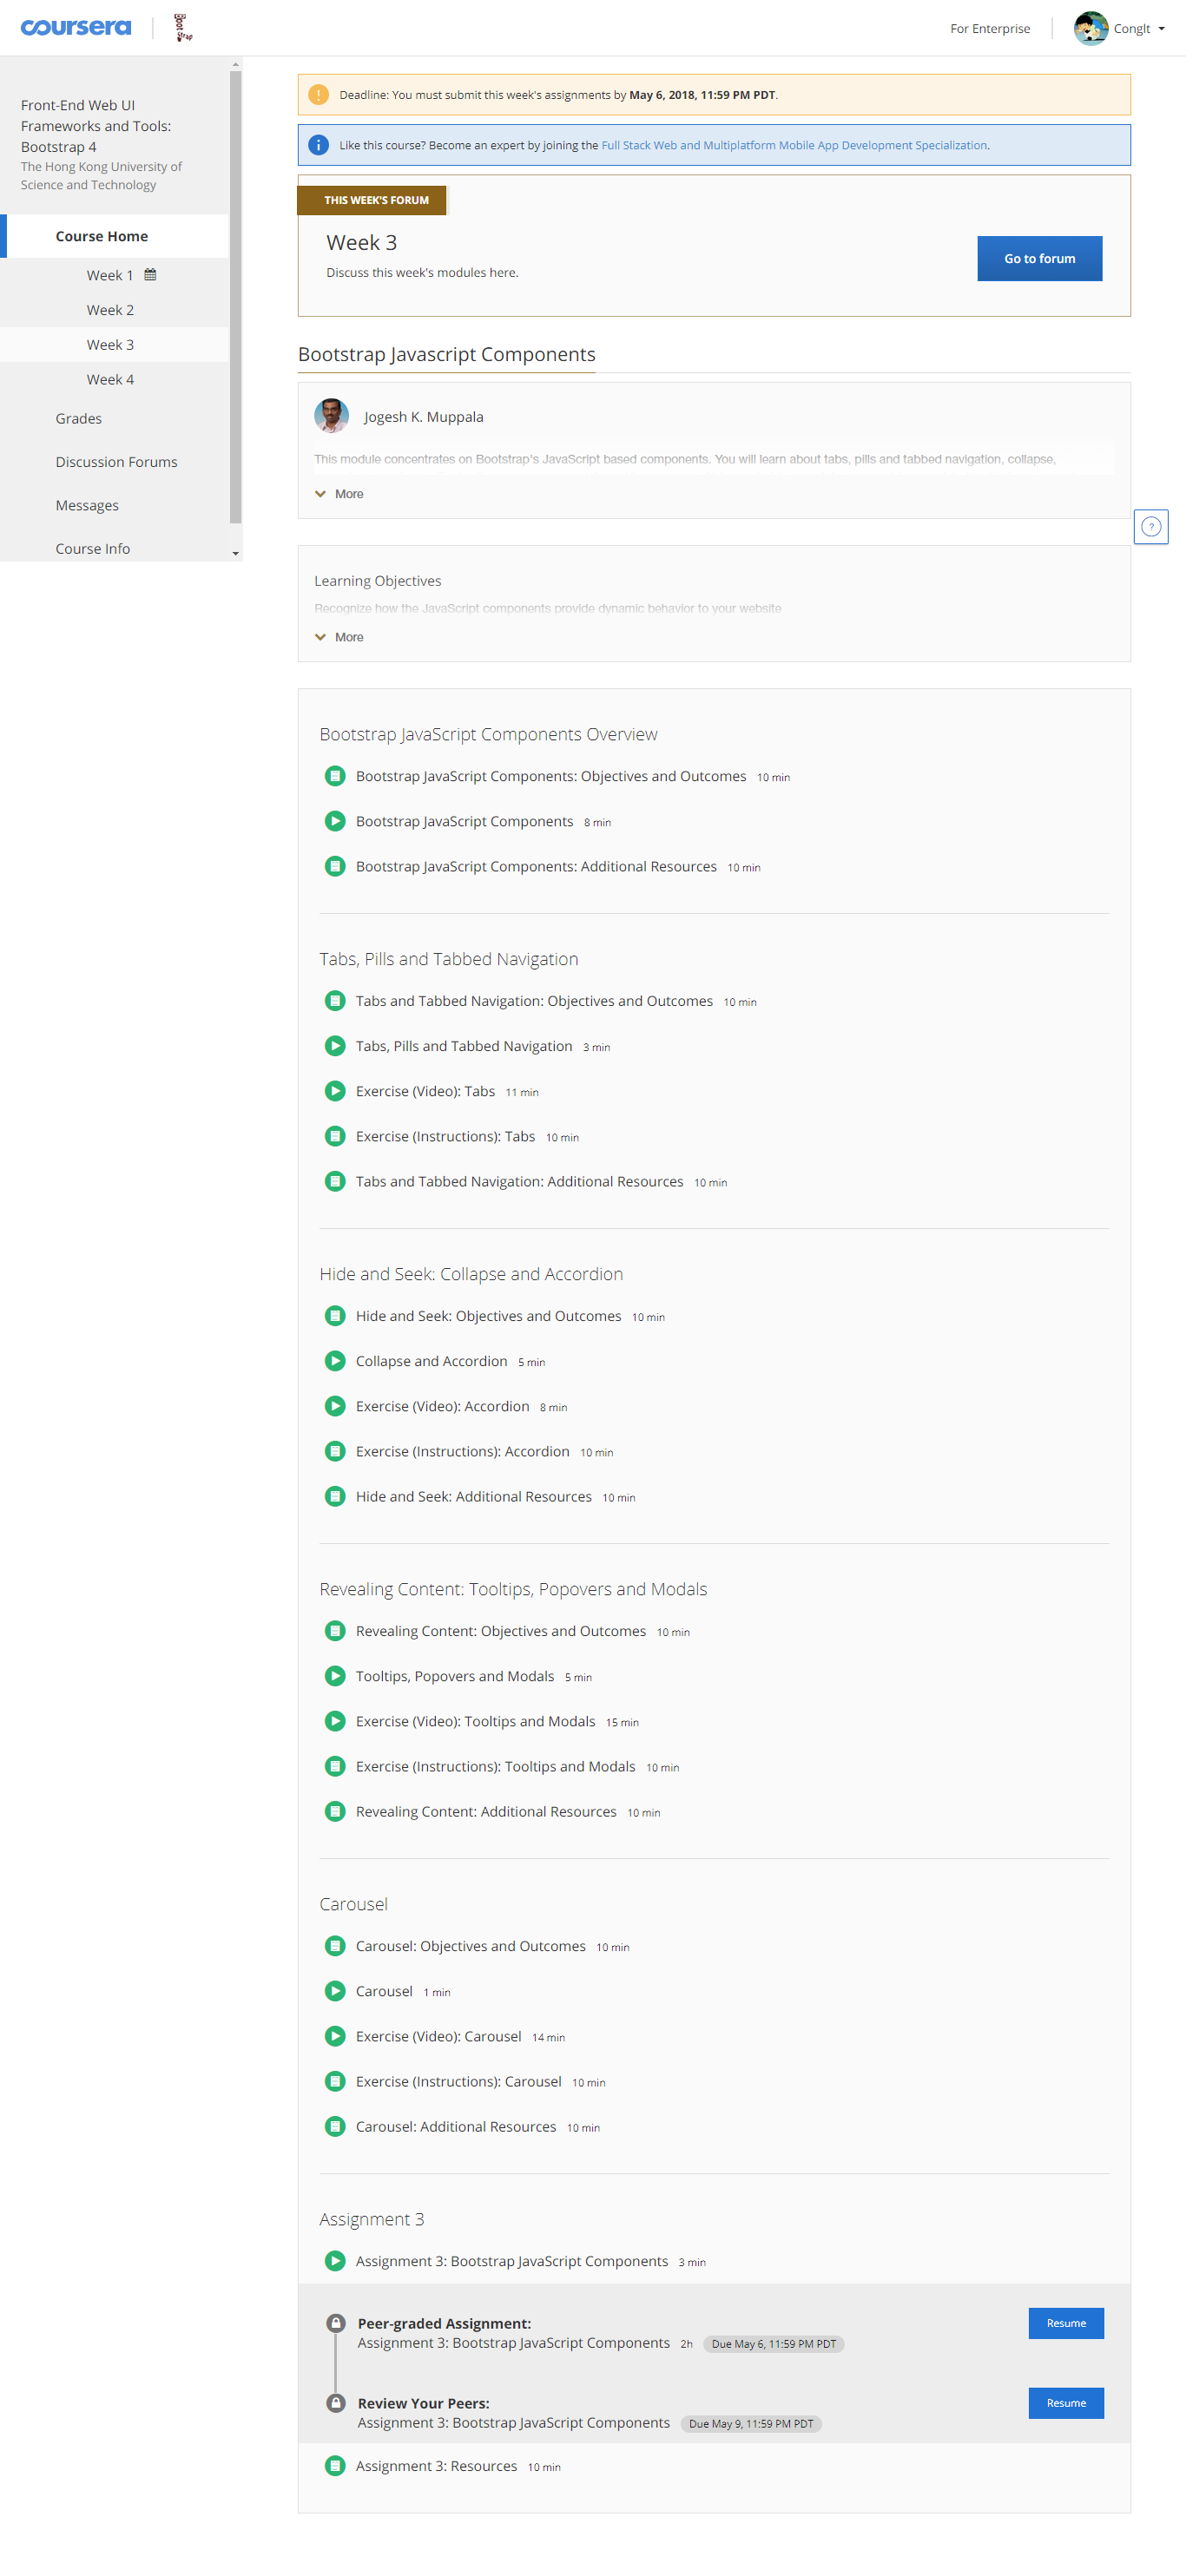 coursera
Boot
Strap
For Enterprise
Conglt
Front-End Web UI
Frameworks and Tools:
Bootstrap 4
The Hong Kong University of
Science and Technology
Course Home
Week 1
Week 2
Week 3
Week 4
Grades
Discussion Forums
Messages
Course Info
Deadline: You must submit this week's assignments by May 6, 2018, 11:59 PM PDT.
Like this course? Become an expert by joining the Full Stack Web and Multiplatform Mobile App Development Specialization.
THIS WEEK'S FORUM
Week 3
Discuss this week's modules here.
Go to forum
Bootstrap Javascript Components
Jogesh K. Muppala
This module concentrates on Bootstrap's JavaScript based components. You will learn about tabs, pills and tabbed navigation, collapse,
More
?
Learning Objectives
Recognize how the JavaScript components provide dynamic behavior to your website
More
Bootstrap JavaScript Components Overview
Bootstrap JavaScript Components: Objectives and Outcomes 10 min
Bootstrap JavaScript Components 8 min
Bootstrap JavaScript Components: Additional Resources 10 min
Tabs, Pills and Tabbed Navigation
Tabs and Tabbed Navigation: Objectives and Outcomes 10 min
Tabs, Pills and Tabbed Navigation 3 min
Exercise (Video): Tabs 11 min
Exercise (Instructions): Tabs 10 min
Tabs and Tabbed Navigation: Additional Resources 10 min
Hide and Seek: Collapse and Accordion
Hide and Seek: Objectives and Outcomes 10 min
Collapse and Accordion 5 min
Exercise (Video): Accordion 8 min
Exercise (Instructions): Accordion 10 min
Hide and Seek: Additional Resources 10 min
Revealing Content: Tooltips, Popovers and Modals
Revealing Content: Objectives and Outcomes 10 min
Tooltips, Popovers and Modals 5 min
Exercise (Video): Tooltips and Modals 15 min
Exercise (Instructions): Tooltips and Modals 10 min
Revealing Content: Additional Resources 10 min
Carousel
Carousel: Objectives and Outcomes 10 min
Carousel 1 min
Exercise (Video): Carousel 14 min
Exercise (Instructions): Carousel 10 min
Carousel: Additional Resources 10 min
Assignment 3
Assignment 3: Bootstrap JavaScript Components 3 min
Peer-graded Assignment:
Assignment 3: Bootstrap JavaScript Components 2h Due May 6, 11:59 PM PDT
Resume
Review Your Peers:
Assignment 3: Bootstrap JavaScript Components Due May 9, 11:59 PM PDT
Resume
Assignment 3: Resources 10 min